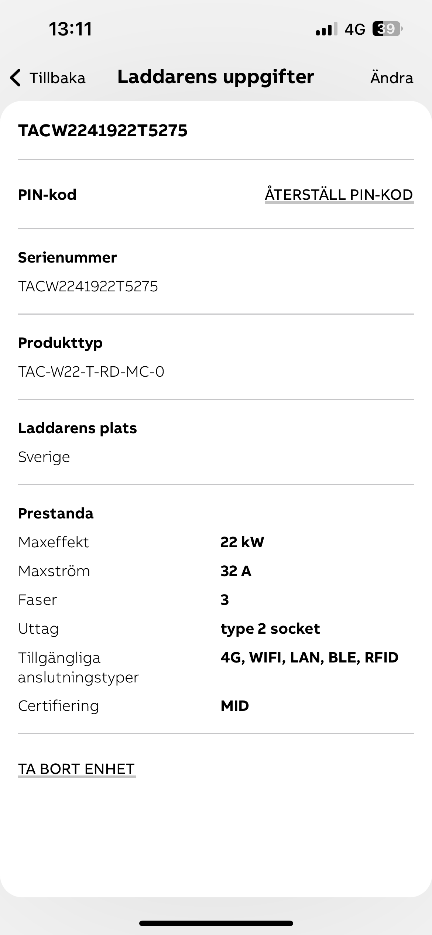 13:11 4G 39
Tillbaka Laddarens uppgifter Ändra
TACW2241922T5275
PIN-kod ÅTERSTÄLL PIN-KOD
Serienummer
TACW2241922T5275
Produkttyp
TAC-W22-T-RD-MC-0
Laddarens plats
Sverige
Prestanda
Maxeffekt 22 kW
Maxström 32 A
Faser 3
Uttag type 2 socket
Tillgängliga 4G, WIFI, LAN, BLE, RFID
anslutningstyper
Certifiering MID
TA BORT ENHET